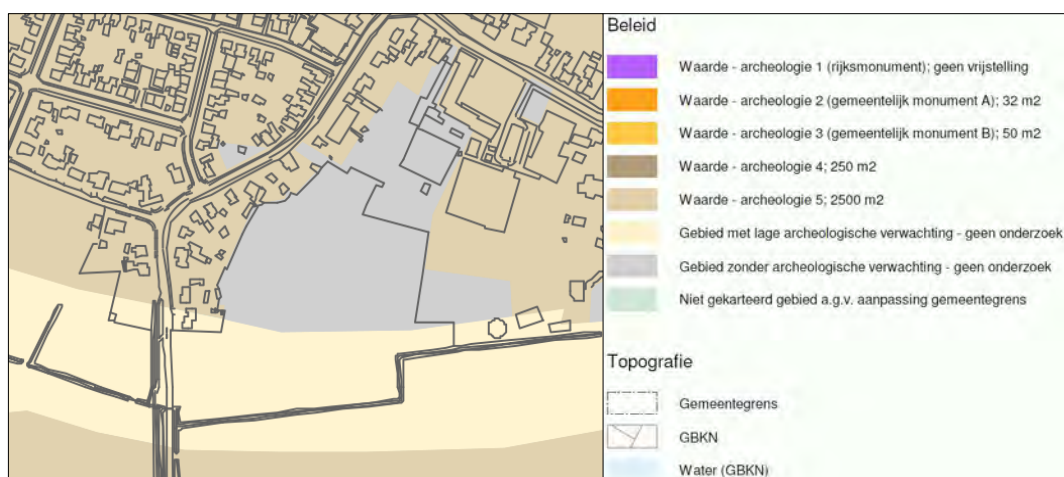 Beleid
Waarde - archeologie 1 (rijksmonument); geen vrijstelling
Waarde - archeologie 2 (gemeentelijk monument A); 32 m2
Waarde - archeologie 3 (gemeentelijk monument B); 50 m2
Waarde - archeologie 4; 250 m2
Waarde - archeologie 5; 2500 m2
Gebied met lage archeologische verwachting - geen onderzoek
Gebied zonder archeologische verwachting - geen onderzoek
Niet gekarteerd gebied a.g.v. aanpassing gemeentegrens
Topografie
Gemeentegrens
GBKN
Water (GBKN)